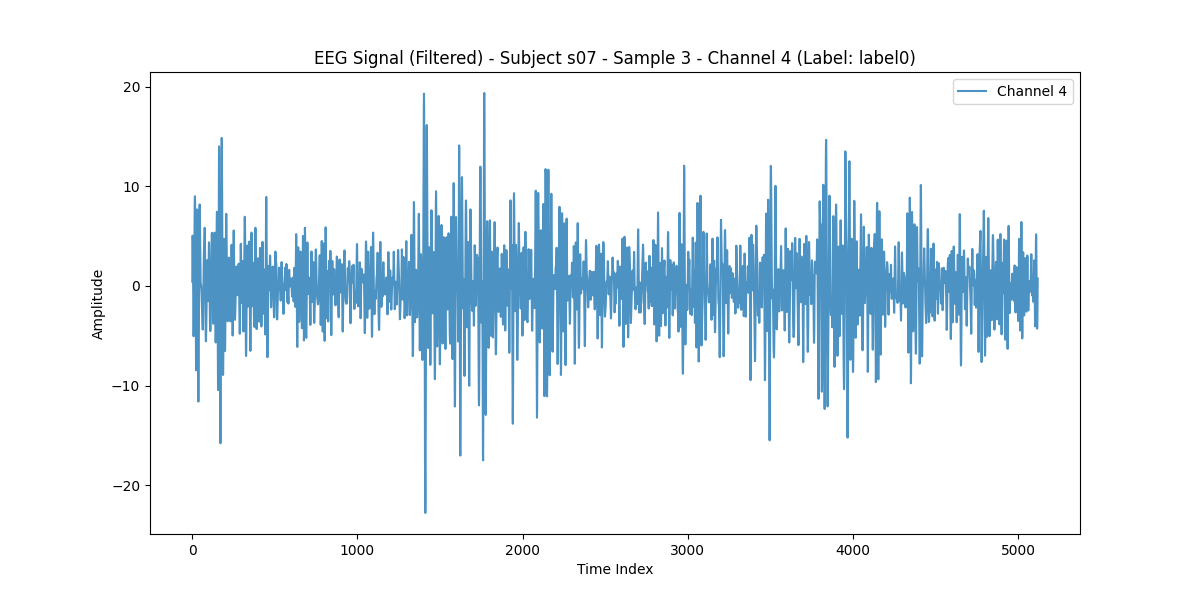 EEG Signal (Filtered) - Subject s07 - Sample 3 - Channel 4 (Label: label0)
Channel 4
20
10
0
−10
−20
Amplitude
0 1000 2000 3000 4000 5000
Time Index